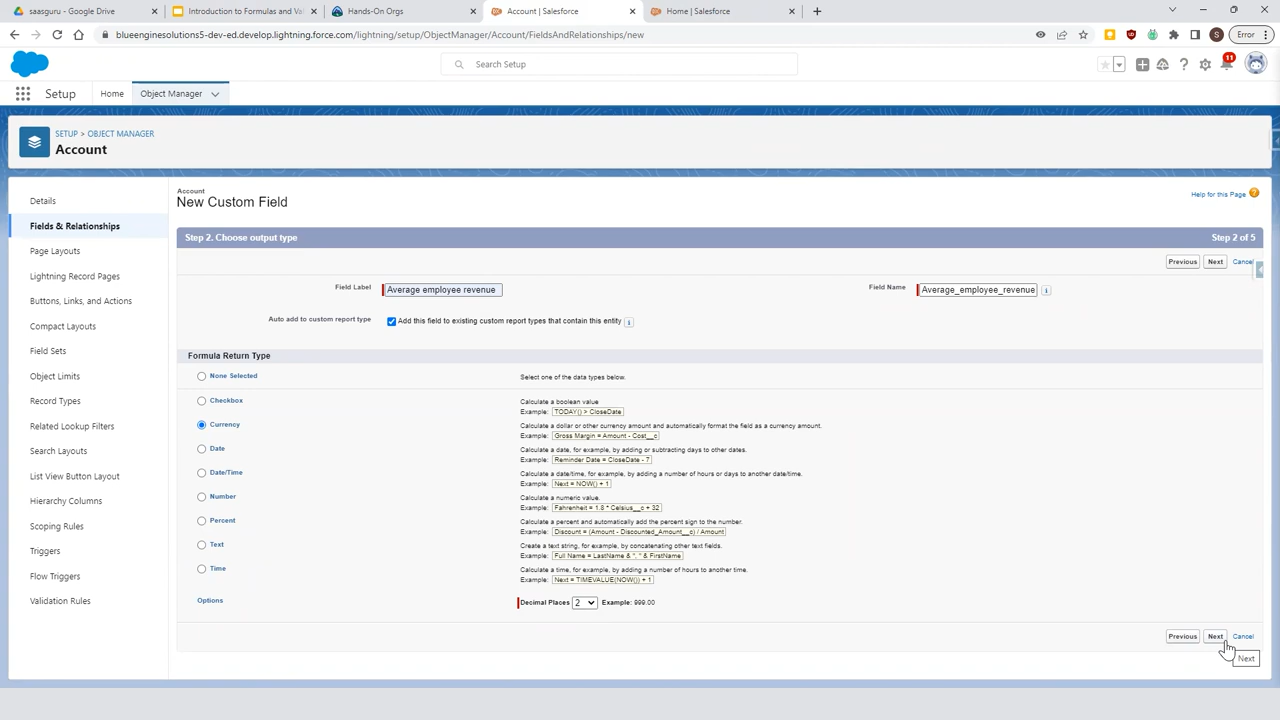 saasguru - Google Drive
Introduction to Formulas and Va
Hands-On Orgs
Account | Salesforce
Home | Salesforce
blueenginesolutions5-dev-ed.develop.lightning.force.com/lightning/setup/ObjectManager/Account/FieldsAndRelationships/new
S
Error
Search Setup
11
Setup
Home
Object Manager
SETUP > OBJECT MANAGER
Account
Details
Fields & Relationships
Page Layouts
Lightning Record Pages
Buttons, Links, and Actions
Compact Layouts
Field Sets
Object Limits
Record Types
Related Lookup Filters
Search Layouts
List View Button Layout
Hierarchy Columns
Scoping Rules
Triggers
Flow Triggers
Validation Rules
Account
New Custom Field
Help for this Page
Step 2. Choose output type
Step 2 of 5
Previous
Next
Cancel
Field Label
Average employee revenue
Field Name
Average_employee_revenue
Auto add to custom report type
Add this field to existing custom report types that contain this entity
Formula Return Type
None Selected
Select one of the data types below.
Checkbox
Calculate a boolean value
Example: TODAY() > CloseDate
Currency
Calculate a dollar or other currency amount and automatically format the field as a currency amount.
Example: Gross Margin = Amount - Cost__c
Date
Calculate a date, for example, by adding or subtracting days to other dates.
Example: Reminder Date = CloseDate - 7
Date/Time
Calculate a date/time, for example, by adding a number of hours or days to another date/time.
Example: Next = NOW() + 1
Number
Calculate a numeric value.
Example: Fahrenheit = 1.8 * Celsius__c + 32
Percent
Calculate a percent and automatically add the percent sign to the number.
Example: Discount = (Amount - Discounted_Amount__c) / Amount
Text
Create a text string, for example, by concatenating other text fields.
Example: Full Name = LastName & ", " & FirstName
Time
Calculate a time, for example, by adding a number of hours to another time.
Example: Next = TIMEVALUE(NOW()) + 1
Options
Decimal Places 2 Example: 999.00
Previous
Next
Cancel
Next